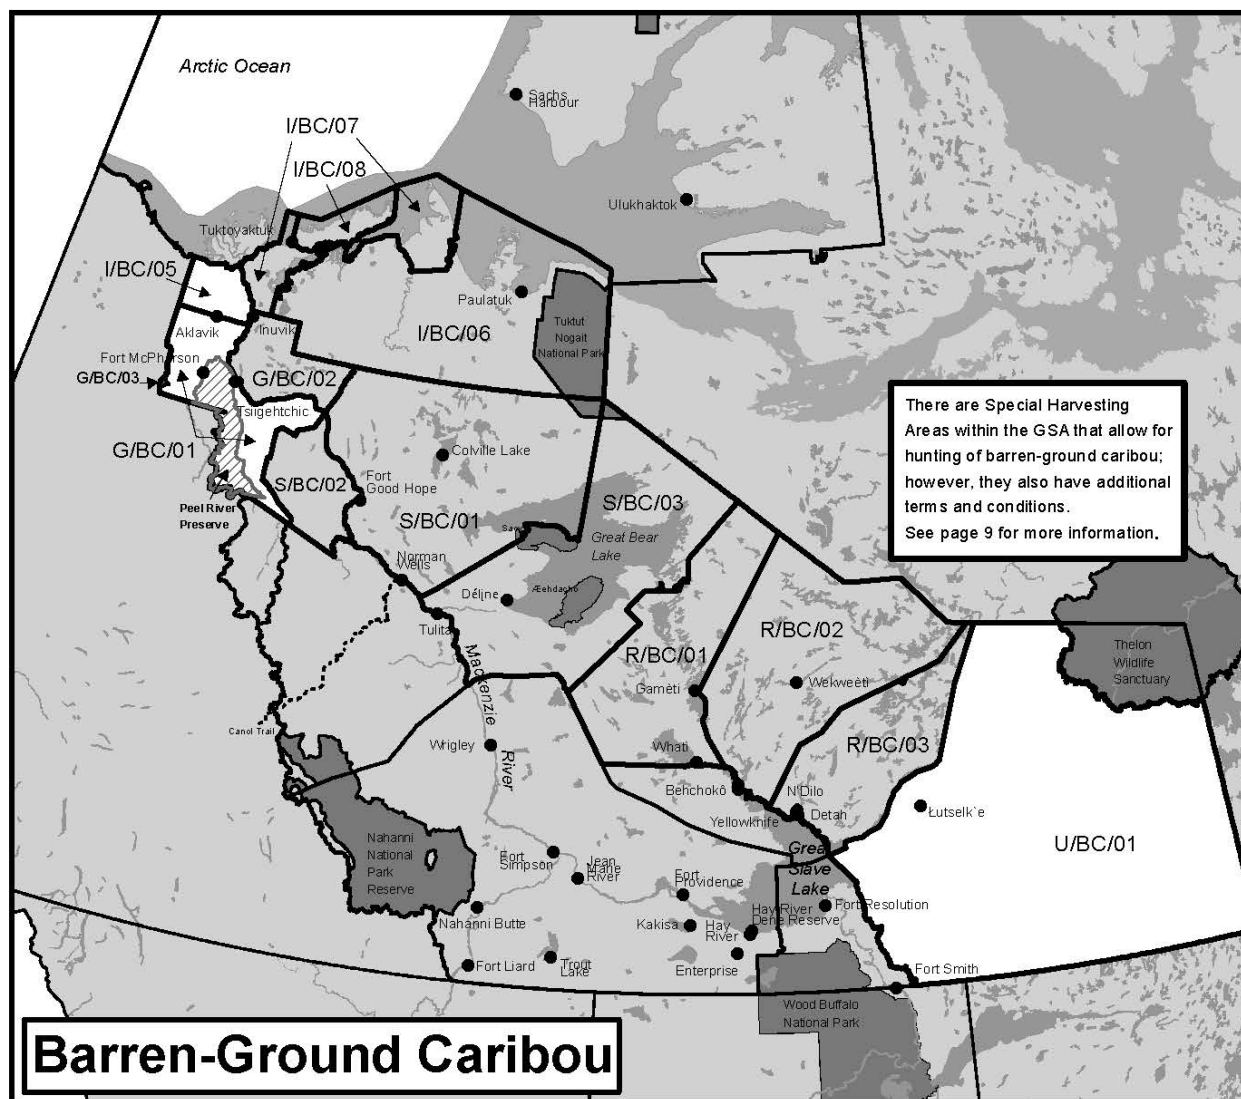 Arctic Ocean
Sachs
Harbour
I/BC/07
I/BC/08
Ulukhaktok
Tuktoyaktuk
I/BC/05
Paulatuk
Aklavik
Inuvik
I/BC/06
Tuktut
Nogait
National Park
Fort McPherson
G/BC/03
G/BC/02
Tsiigehtchic
G/BC/01
S/BC/02
Colville Lake
Fort
Good Hope
Peel River
Preserve
S/BC/01
S/BC/03
Great Bear
Lake
There are Special Harvesting
Areas within the GSA that allow for
hunting of barren-ground caribou;
however, they also have additional
terms and conditions.
See page 9 for more information.
Norman
Wells
Déline
Æehdacho
Tulita
Mackenzie
River
R/BC/01
R/BC/02
Gamèti
Wekweèti
Thelon
Wildlife
Sanctuary
Canol Trail
Wrigley
Whati
R/BC/03
Behchokô
N'Dilo
Detah
Yellowknife
Łutselk`e
U/BC/01
Nahanni
National
Park
Reserve
Fort
Simpson
Jean
Marie
River
Great
Slave
Lake
Fort
Providence
Hay River
Dene Reserve
Fort Resolution
Nahanni Butte
Kakisa
Hay
River
Fort Liard
Trout
Lake
Enterprise
Fort Smith
Wood Buffalo
National Park
Barren-Ground Caribou